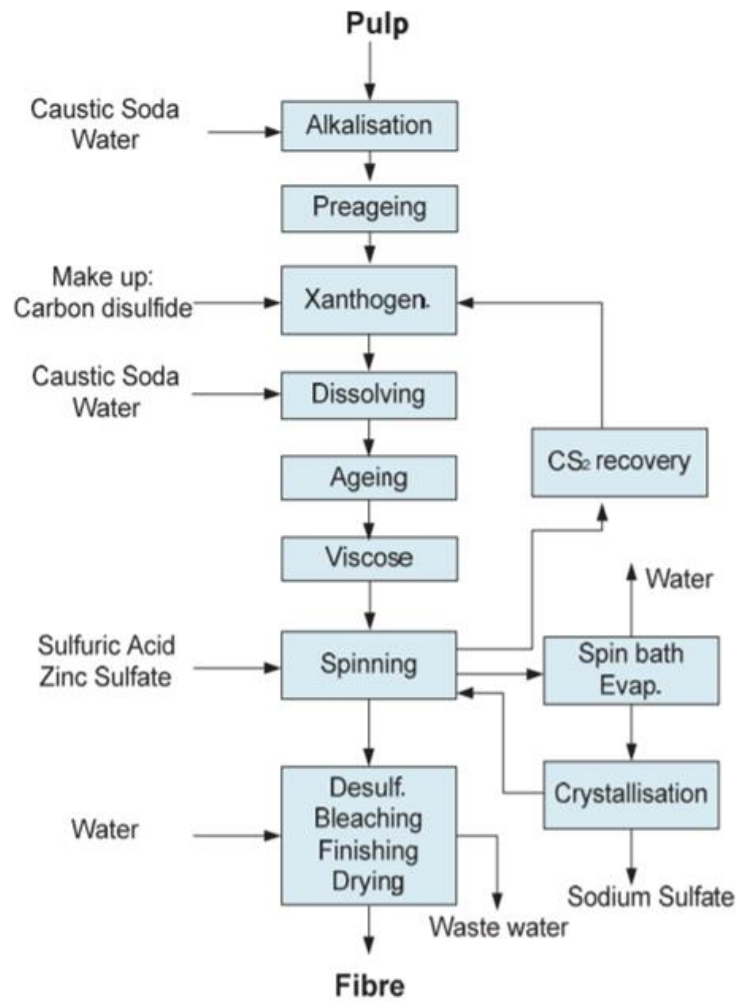 Pulp
Caustic Soda
Water
Alkalisation
Preageing
Make up:
Carbon disulfide
Xanthogen.
Caustic Soda
Water
Dissolving
CS₂ recovery
Ageing
Viscose
Water
Sulfuric Acid
Zinc Sulfate
Spinning
Spin bath
Evap.
Desulf.
Bleaching
Finishing
Drying
Water
Crystallisation
Sodium Sulfate
Waste water
Fibre